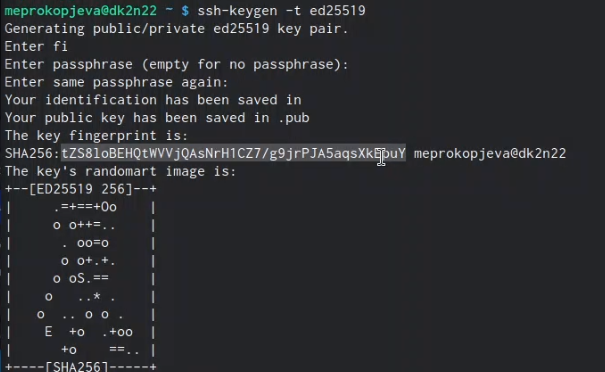 meprokopjeva@dk2n22 ~ $ ssh-keygen -t ed25519
Generating public/private ed25519 key pair.
Enter fi
Enter passphrase (empty for no passphrase):
Enter same passphrase again:
Your identification has been saved in
Your public key has been saved in .pub
The key fingerprint is:
SHA256:tZS8loBEHQtWVVjQAsNrH1CZ7/g9jrPJA5aqsXkEpuY meprokopjeva@dk2n22
The key's randomart image is:
+--[ED25519 256]--+
|     .=+==+Oo    |
|     o o++=..    |
|      . oo=o     |
|      o o+.+.    |
|     o oS.==     |
|    o   ..* .    |
|   o  .. o o .   |
|    E  +o  .+oo  |
|      +o    ==.. |
+----[SHA256]-----+